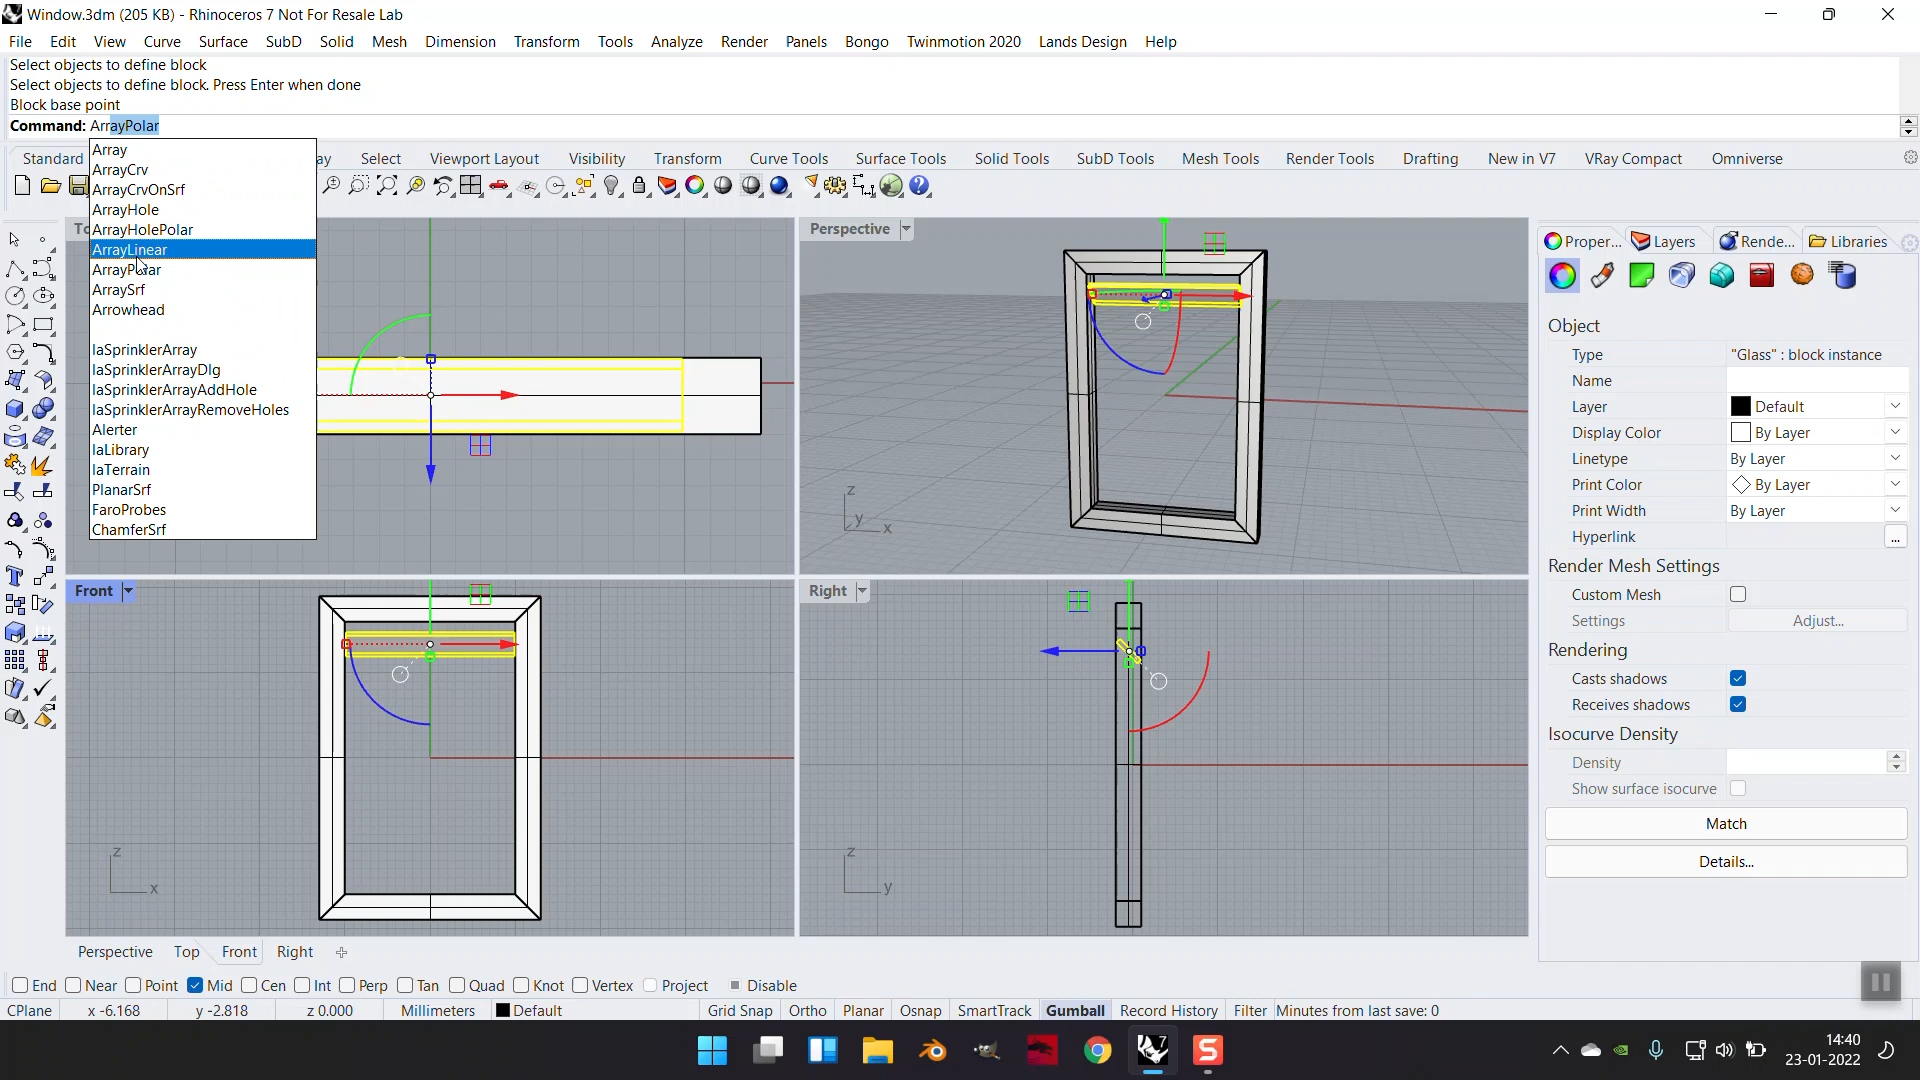 Window.3dm (205 KB) - Rhinoceros 7 Not For Resale Lab
File Edit View Curve Surface SubD Solid Mesh Dimension Transform Tools Analyze Render Panels Bongo Twinmotion 2020 Lands Design Help
Select objects to define block
Select objects to define block. Press Enter when done
Block base point
Command: ArrayPolar
Array
ArrayCrv
ArrayCrvOnSrf
ArrayHole
ArrayHolePolar
ArrayLinear
ArrayPolar
ArraySrf
Arrowhead
laSprinklerArray
laSprinklerArrayDlg
laSprinklerArrayAddHole
laSprinklerArrayRemoveHoles
Alerter
laLibrary
laTerrain
PlanarSrf
FaroProbes
ChamferSrf
Standard ay Select Viewport Layout Visibility Transform Curve Tools Surface Tools Solid Tools SubD Tools Mesh Tools Render Tools Drafting New in V7 VRay Compact Omniverse
To
Perspective
z
y
x
Front
z
x
Right
z
y
Proper... Layers Rende... Libraries
Object
Type "Glass" : block instance
Name
Layer Default
Display Color By Layer
Linetype By Layer
Print Color By Layer
Print Width By Layer
Hyperlink ...
Render Mesh Settings
Custom Mesh
Settings Adjust...
Rendering
Casts shadows
Receives shadows
Isocurve Density
Density
Show surface isocurve
Match
Details...
Perspective Top Front Right
End Near Point Mid Cen Int Perp Tan Quad Knot Vertex Project Disable
CPlane x -6.168 y -2.818 z 0.000 Millimeters Default Grid Snap Ortho Planar Osnap SmartTrack Gumball Record History Filter Minutes from last save: 0
7
S
14:40
23-01-2022